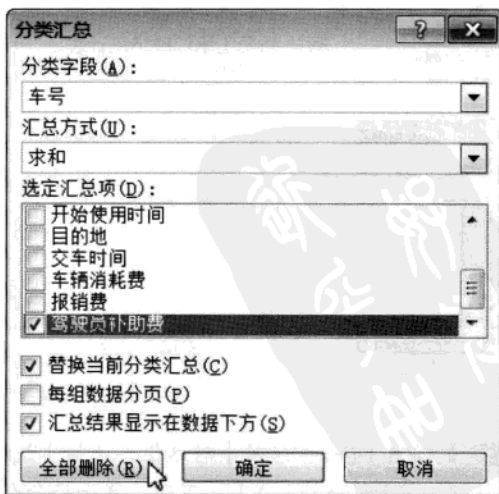 分类汇总
分类字段(A):
车号
汇总方式(U):
求和
选定汇总项(D):
开始使用时间
目的地
交车时间
车辆消耗费
报销费
驾驶员补助费
替换当前分类汇总(C)
每组数据分页(P)
汇总结果显示在数据下方(S)
全部删除(R) 确定 取消